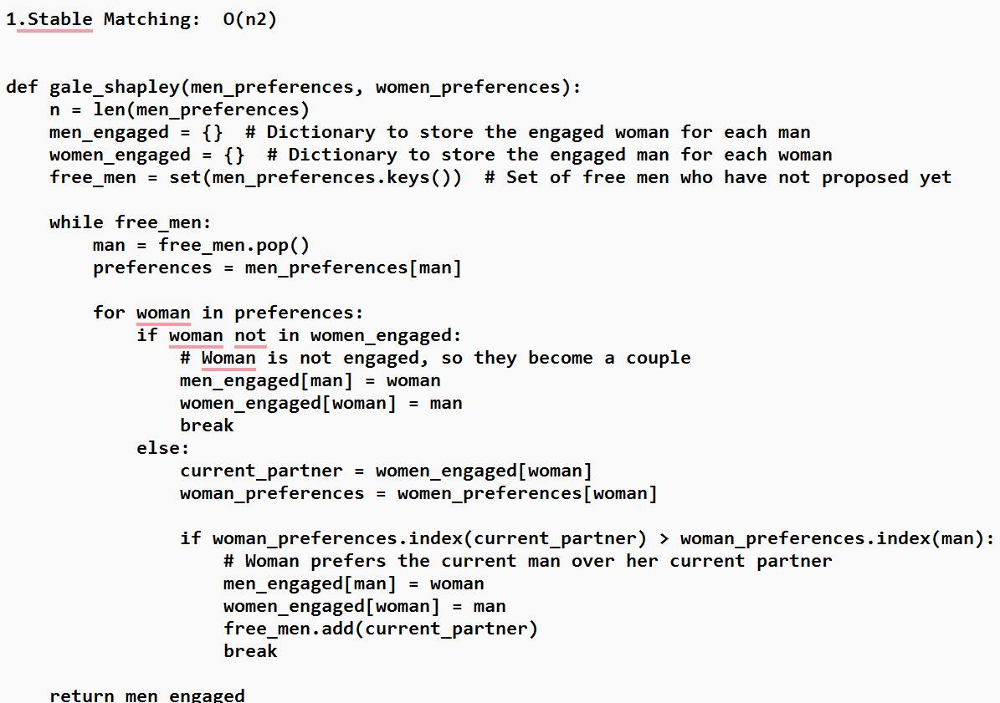 1.Stable Matching:  O(n2)
def gale_shapley(men_preferences, women_preferences):
    n = len(men_preferences)
    men_engaged = {}  # Dictionary to store the engaged woman for each man
    women_engaged = {}  # Dictionary to store the engaged man for each woman
    free_men = set(men_preferences.keys())  # Set of free men who have not proposed yet
    while free_men:
        man = free_men.pop()
        preferences = men_preferences[man]
        for woman in preferences:
            if woman not in women_engaged:
                # Woman is not engaged, so they become a couple
                men_engaged[man] = woman
                women_engaged[woman] = man
                break
            else:
                current_partner = women_engaged[woman]
                woman_preferences = women_preferences[woman]
                if woman_preferences.index(current_partner) > woman_preferences.index(man):
                    # Woman prefers the current man over her current partner
                    men_engaged[man] = woman
                    women_engaged[woman] = man
                    free_men.add(current_partner)
                    break
    return men_engaged